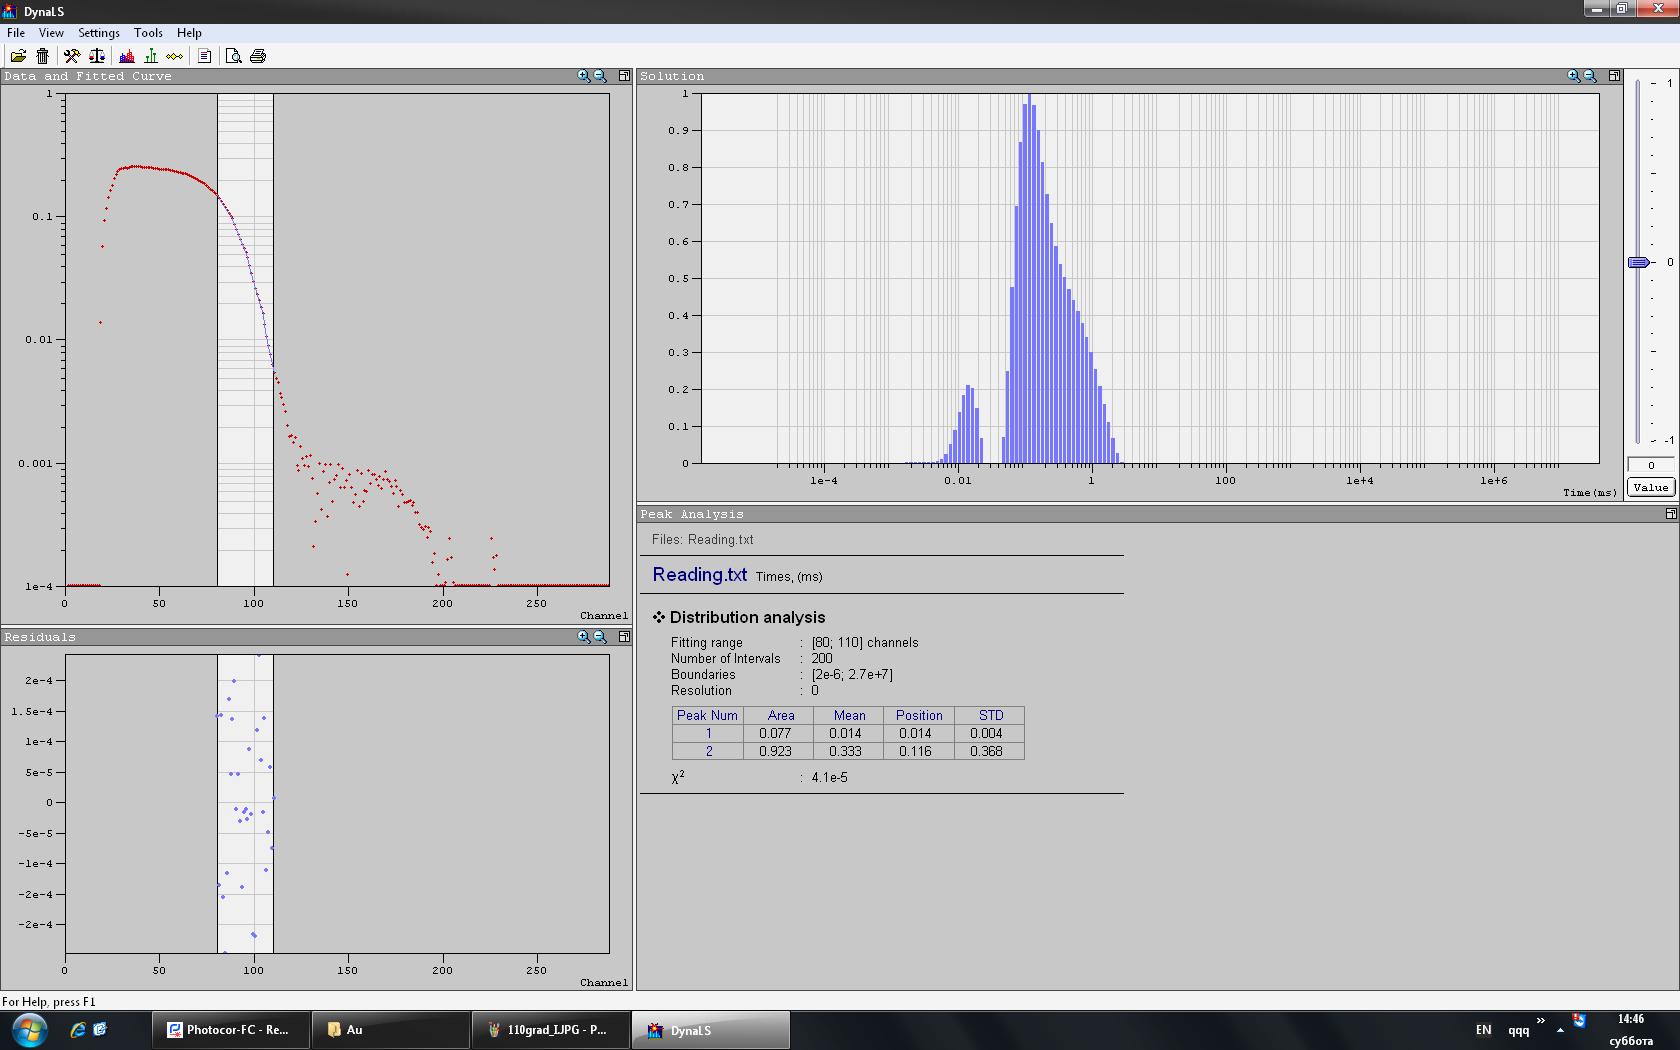 DynaLS
File View Settings Tools Help
Data and Fitted Curve
1
0.1
0.01
0.001
1e-4
0 50 100 150 200 250
Channel
Residuals
2e-4
1.5e-4
1e-4
5e-5
0
-5e-5
-1e-4
-2e-4
-2e-4
0 50 100 150 200 250
Channel
Solution
1
0.9
0.8
0.7
0.6
0.5
0.4
0.3
0.2
0.1
0
1e-4 0.01 1 100 1e+4 1e+6
Time(ms)
1
0
-1
0
Value
Peak Analysis
Files: Reading.txt
Reading.txt Times, (ms)
Distribution analysis
Fitting range : [80; 110] channels
Number of Intervals : 200
Boundaries : [2e-6; 2.7e+7]
Resolution : 0
Peak Num Area Mean Position STD
1 0.077 0.014 0.014 0.004
2 0.923 0.333 0.116 0.368
χ2 : 4.1e-5
For Help, press F1
Photocor-FC - Re... Au 110grad_I.JPG - P... DynaLS
EN qqq » 14:46
суббота